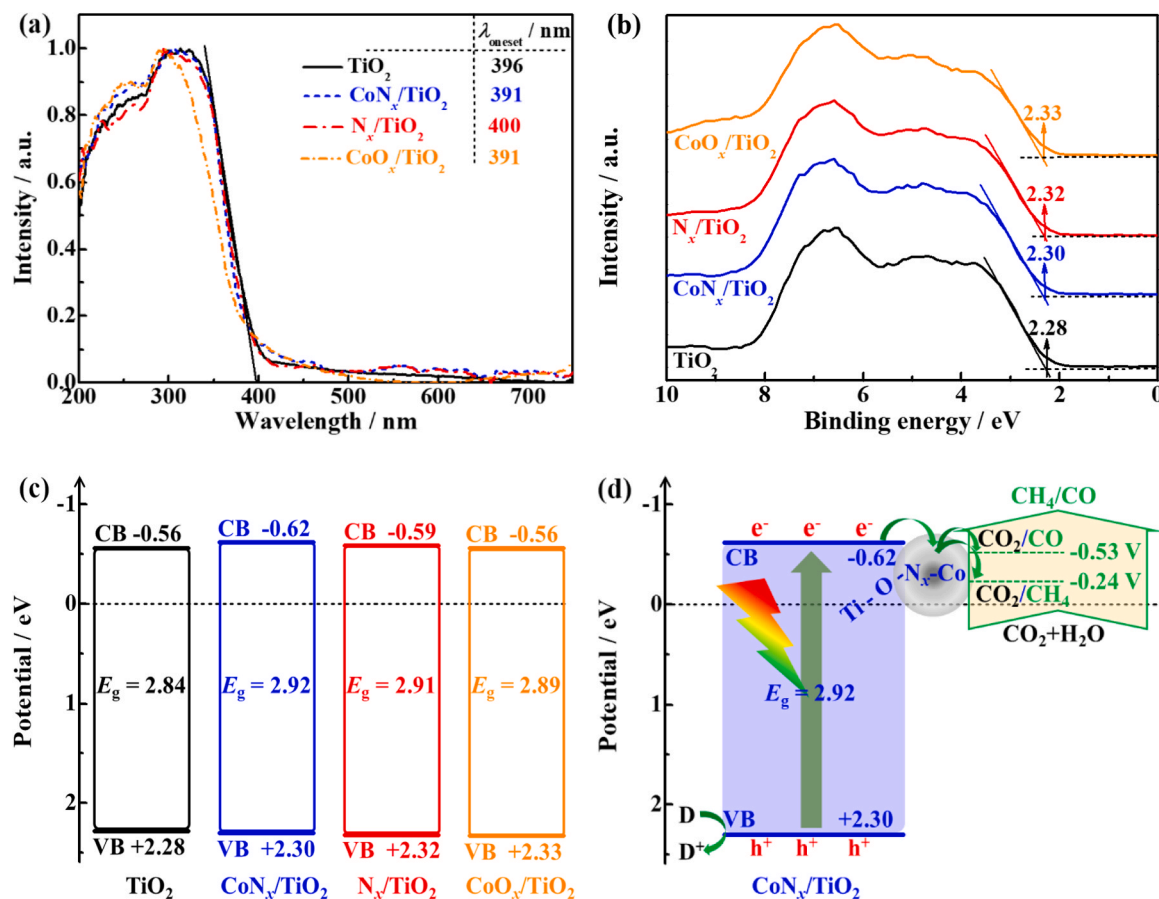 (a)
λoneset / nm
TiO2 396
CoNx/TiO2 391
Nx/TiO2 400
CoOx/TiO2 391
Intensity / a.u.
1.0
0.8
0.6
0.4
0.2
0.0
200 300 400 500 600 700
Wavelength / nm
(b)
Intensity / a.u.
CoOx/TiO2
2.33
Nx/TiO2
2.32
CoNx/TiO2
2.30
TiO2
2.28
10 8 6 4 2 0
Binding energy / eV
(c)
Potential / eV
-1
0
1
2
CB -0.56
CB -0.62
CB -0.59
CB -0.56
Eg = 2.84
Eg = 2.92
Eg = 2.91
Eg = 2.89
VB +2.28
VB +2.30
VB +2.32
VB +2.33
TiO2
CoNx/TiO2
Nx/TiO2
CoOx/TiO2
(d)
Potential / eV
-1
0
1
2
CH4/CO
e- e- e-
CB
-0.62
CO2/CO
-0.53 V
-0.24 V
CO2/CH4
Ti-O-Nx-Co
CO2+H2O
Eg = 2.92
D
D+
VB
+2.30
h+ h+ h+
CoNx/TiO2